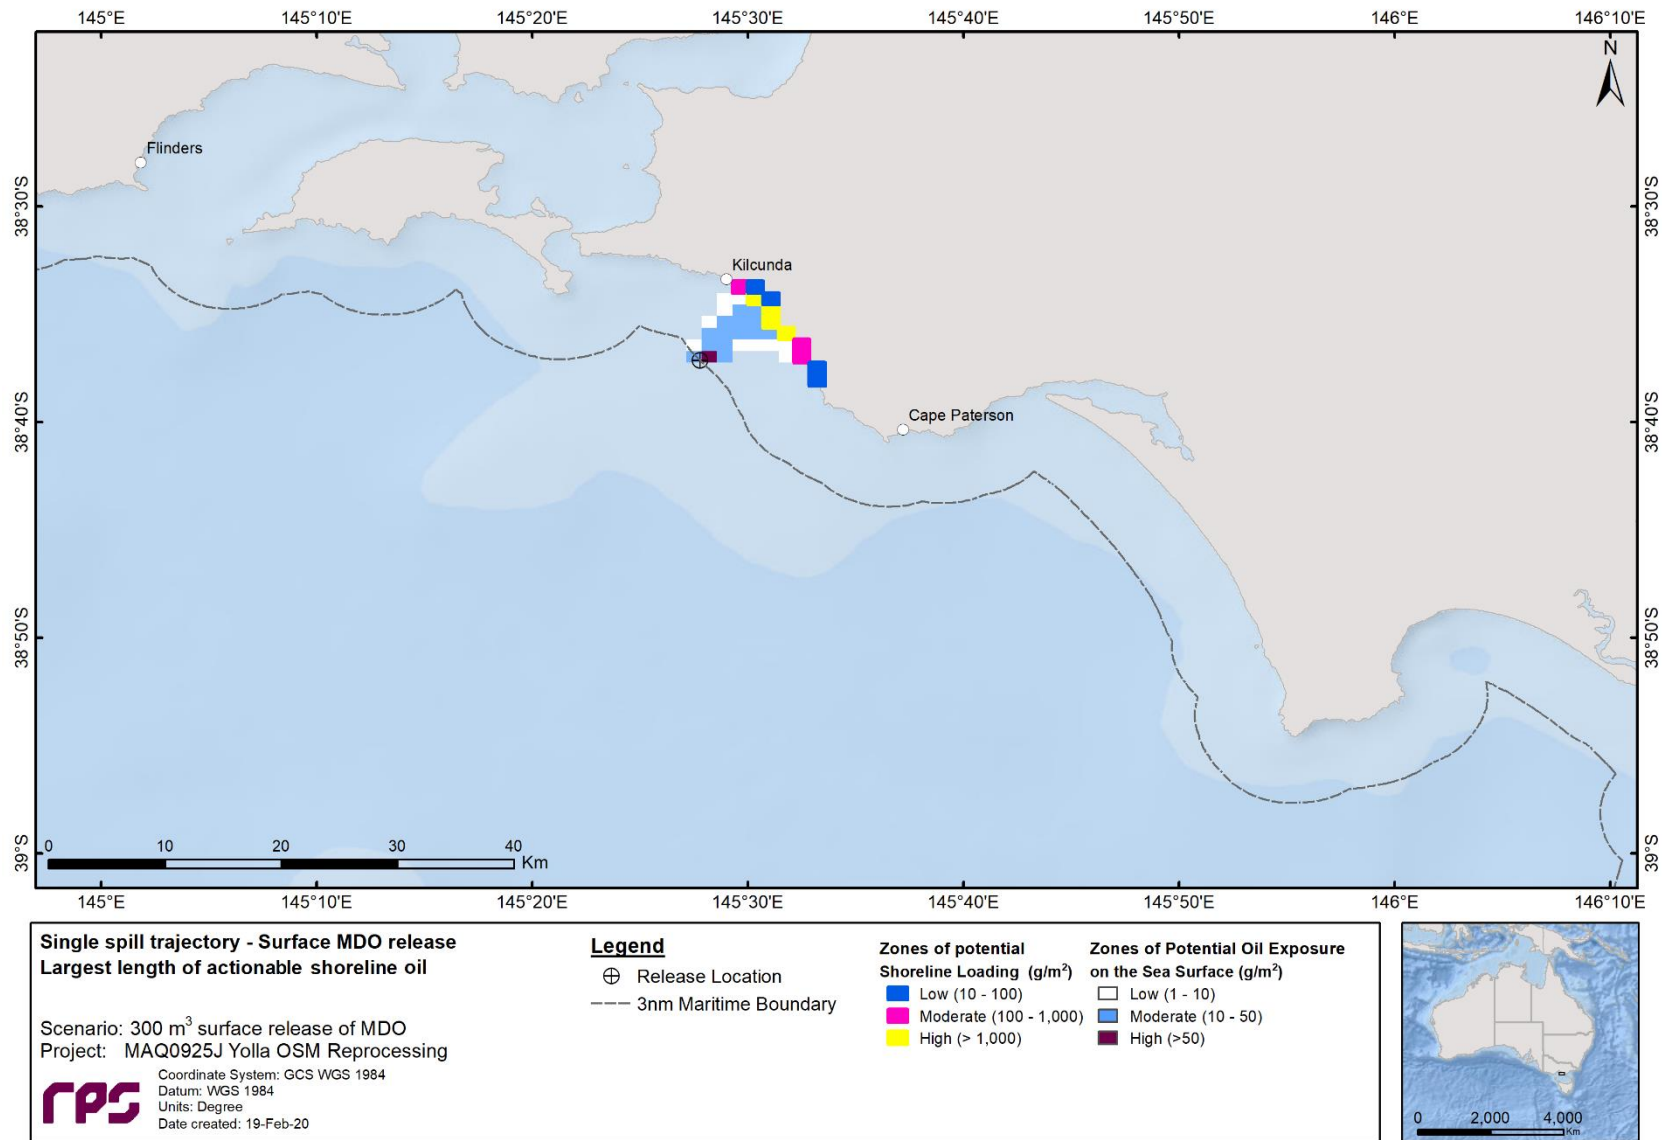 145°E 145°10'E 145°20'E 145°30'E 145°40'E 145°50'E 146°E 146°10'E
N
Flinders
38°30'S 38°30'S
Kilcunda
38°40'S 38°40'S
Cape Paterson
38°50'S 38°50'S
0 10 20 30 40
Km
39°S 39°S
145°E 145°10'E 145°20'E 145°30'E 145°40'E 145°50'E 146°E 146°10'E
Single spill trajectory - Surface MDO release
Largest length of actionable shoreline oil
Scenario: 300 m³ surface release of MDO
Project: MAQ0925J Yolla OSM Reprocessing
rps
Coordinate System: GCS WGS 1984
Datum: WGS 1984
Units: Degree
Date created: 19-Feb-20
Legend
Release Location
3nm Maritime Boundary
Zones of potential
Shoreline Loading (g/m²)
Low (10 - 100)
Moderate (100 - 1,000)
High (> 1,000)
Zones of Potential Oil Exposure
on the Sea Surface (g/m²)
Low (1 - 10)
Moderate (10 - 50)
High (>50)
0 2,000 4,000
Km